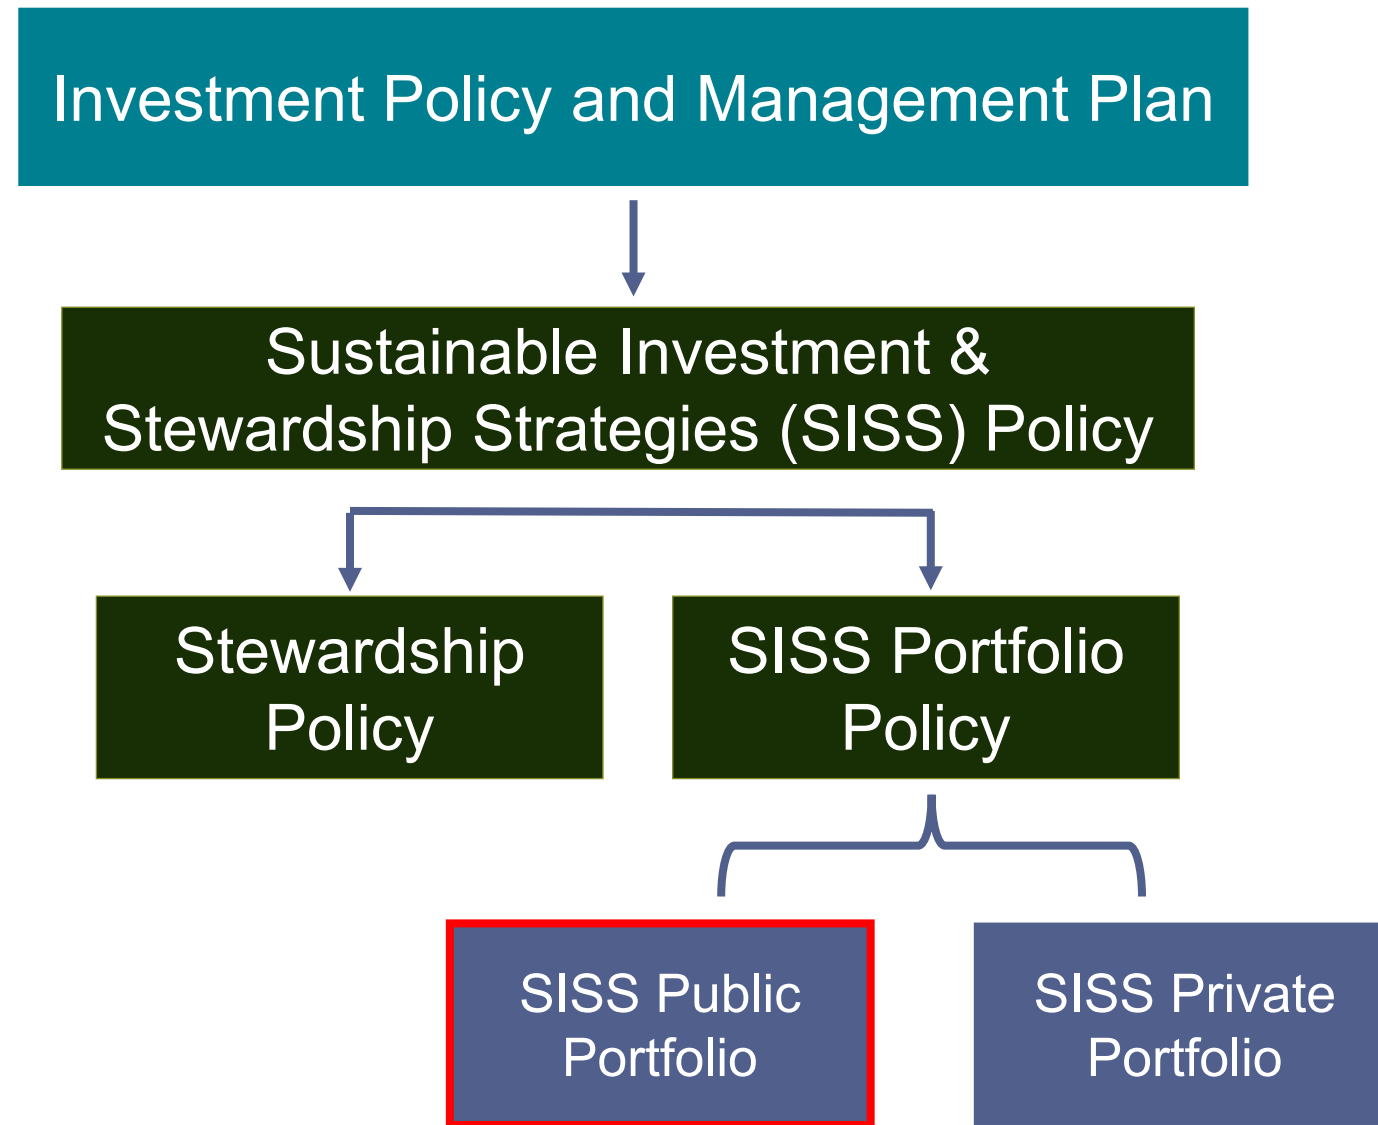 Investment Policy and Management Plan
Sustainable Investment &
Stewardship Strategies (SISS) Policy
Stewardship
Policy
SISS Portfolio
Policy
SISS Public
Portfolio
SISS Private
Portfolio